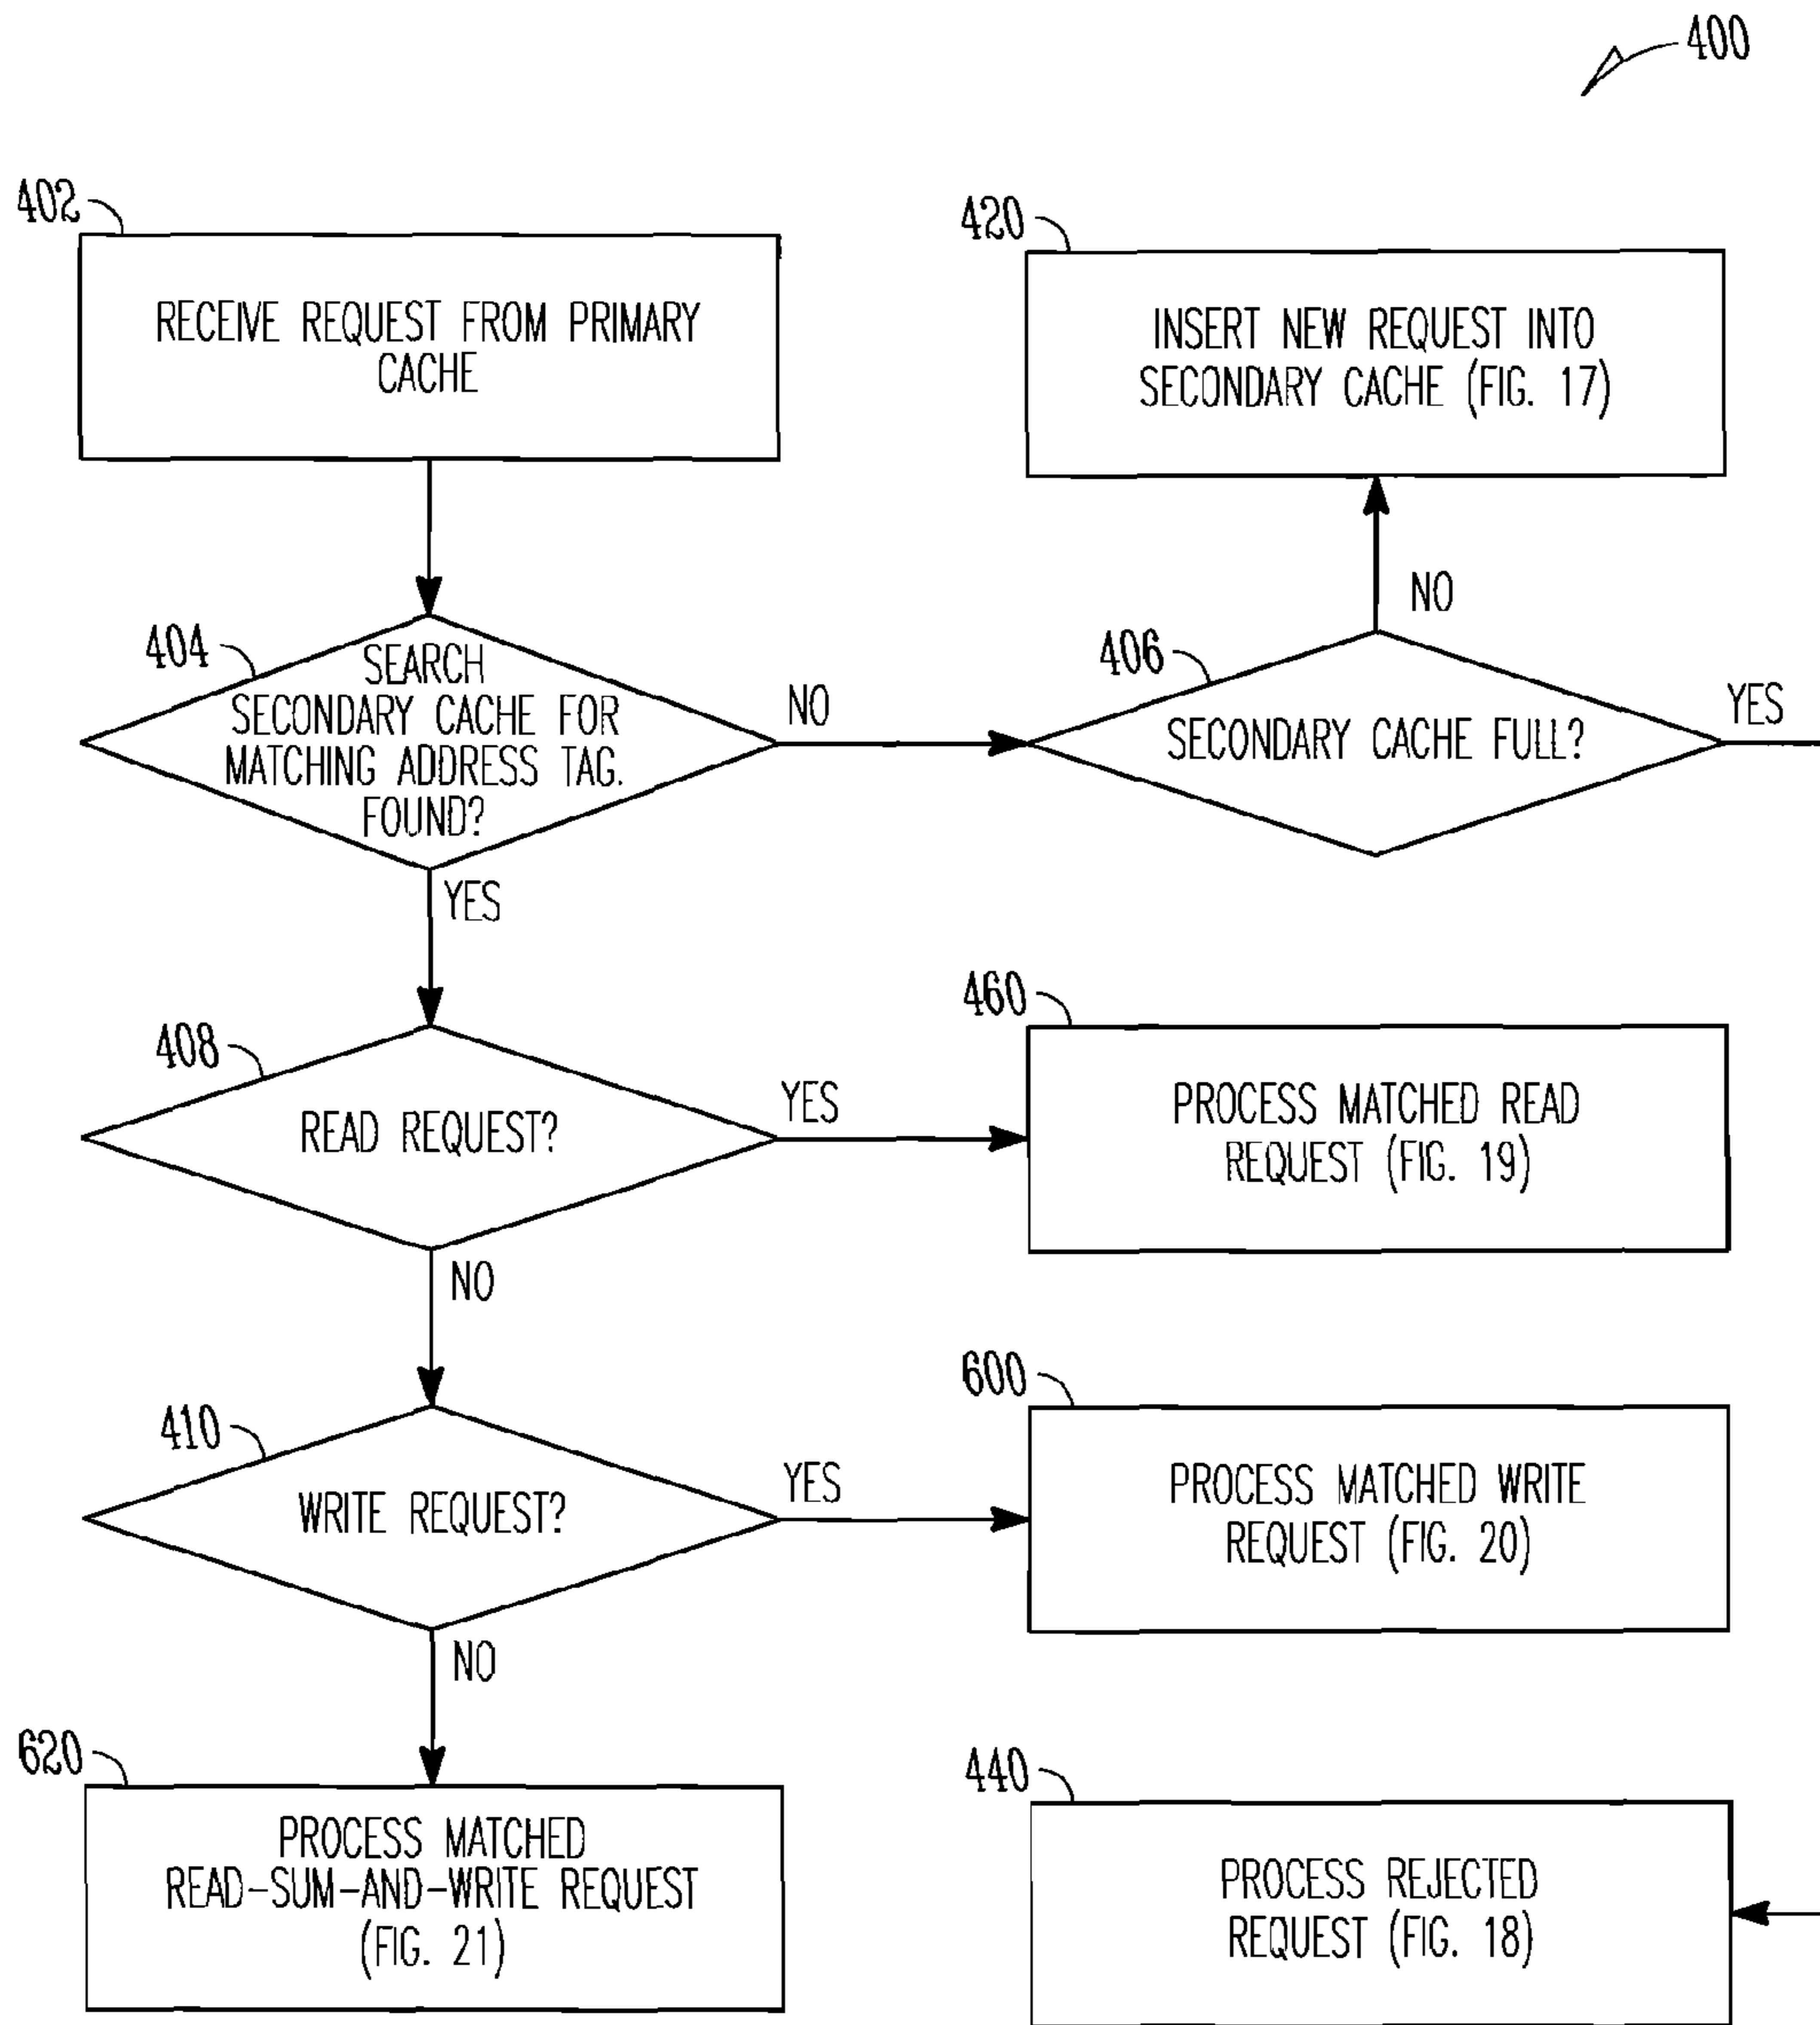 400
402
RECEIVE REQUEST FROM PRIMARY
CACHE
420
INSERT NEW REQUEST INTO
SECONDARY CACHE (FIG. 17)
404
SEARCH
SECONDARY CACHE FOR
MATCHING ADDRESS TAG.
FOUND?
NO
YES
406
SECONDARY CACHE FULL?
NO
YES
408
READ REQUEST?
YES
NO
460
PROCESS MATCHED READ
REQUEST (FIG. 19)
410
WRITE REQUEST?
YES
NO
600
PROCESS MATCHED WRITE
REQUEST (FIG. 20)
620
PROCESS MATCHED
READ-SUM-AND-WRITE REQUEST
(FIG. 21)
440
PROCESS REJECTED
REQUEST (FIG. 18)